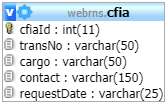 v webrns.cfia
cfiaId : int(11)
transNo : varchar(50)
cargo : varchar(50)
contact : varchar(150)
requestDate : varchar(25)